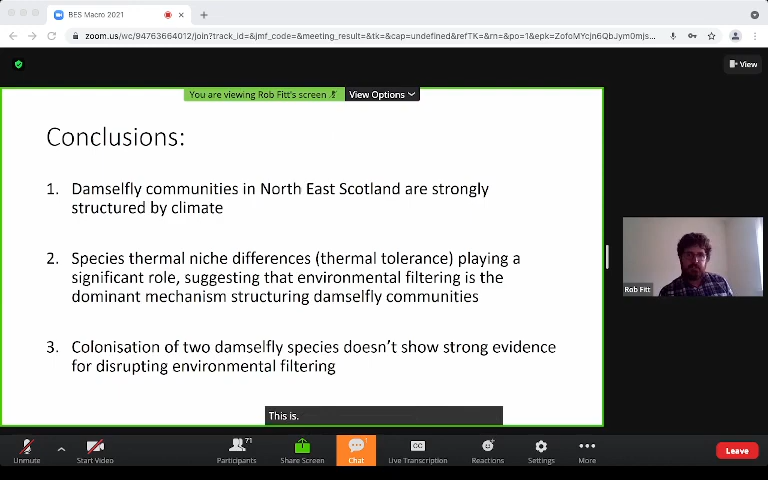 BES Macro 2021
zoom.us/wc/94763664012/join?track_id=&jmf_code=&meeting_result=&tk=&cap=undefined&refTK=&rn=&po=1&epk=ZofoMYcjn6QbJym0mjs...
View
You are viewing Rob Fitt's screen
View Options
Conclusions:
1. Damselfly communities in North East Scotland are strongly
structured by climate
2. Species thermal niche differences (thermal tolerance) playing a
significant role, suggesting that environmental filtering is the
dominant mechanism structuring damselfly communities
3. Colonisation of two damselfly species doesn't show strong evidence
for disrupting environmental filtering
Rob Fitt
This is.
71
1
CC
Unmute
Start Video
Participants
Share Screen
Chat
Live Transcription
Reactions
Settings
More
Leave